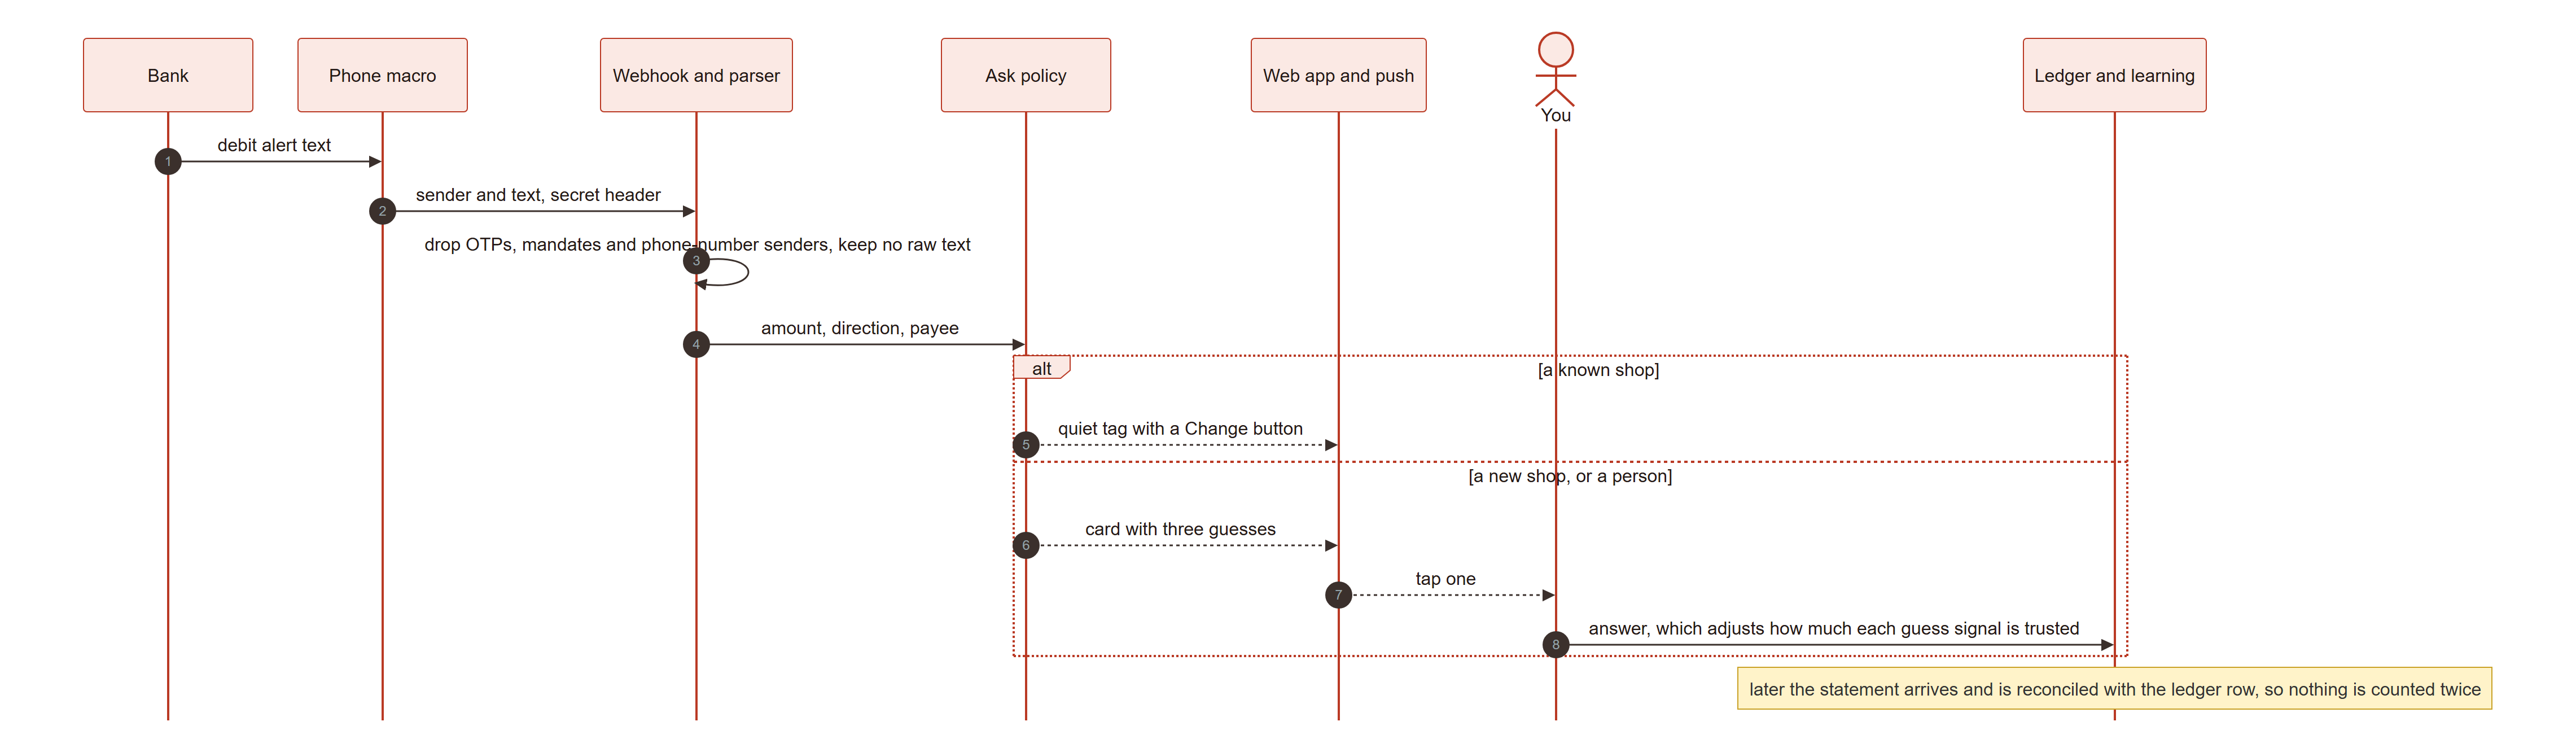 Bank
Phone macro
Webhook and parser
Ask policy
Web app and push
You
Ledger and learning
debit alert text
1
sender and text, secret header
2
drop OTPs, mandates and phone-number senders, keep no raw text
3
amount, direction, payee
4
alt
[a known shop]
quiet tag with a Change button
5
[a new shop, or a person]
card with three guesses
6
tap one
7
answer, which adjusts how much each guess signal is trusted
8
later the statement arrives and is reconciled with the ledger row, so nothing is counted twice